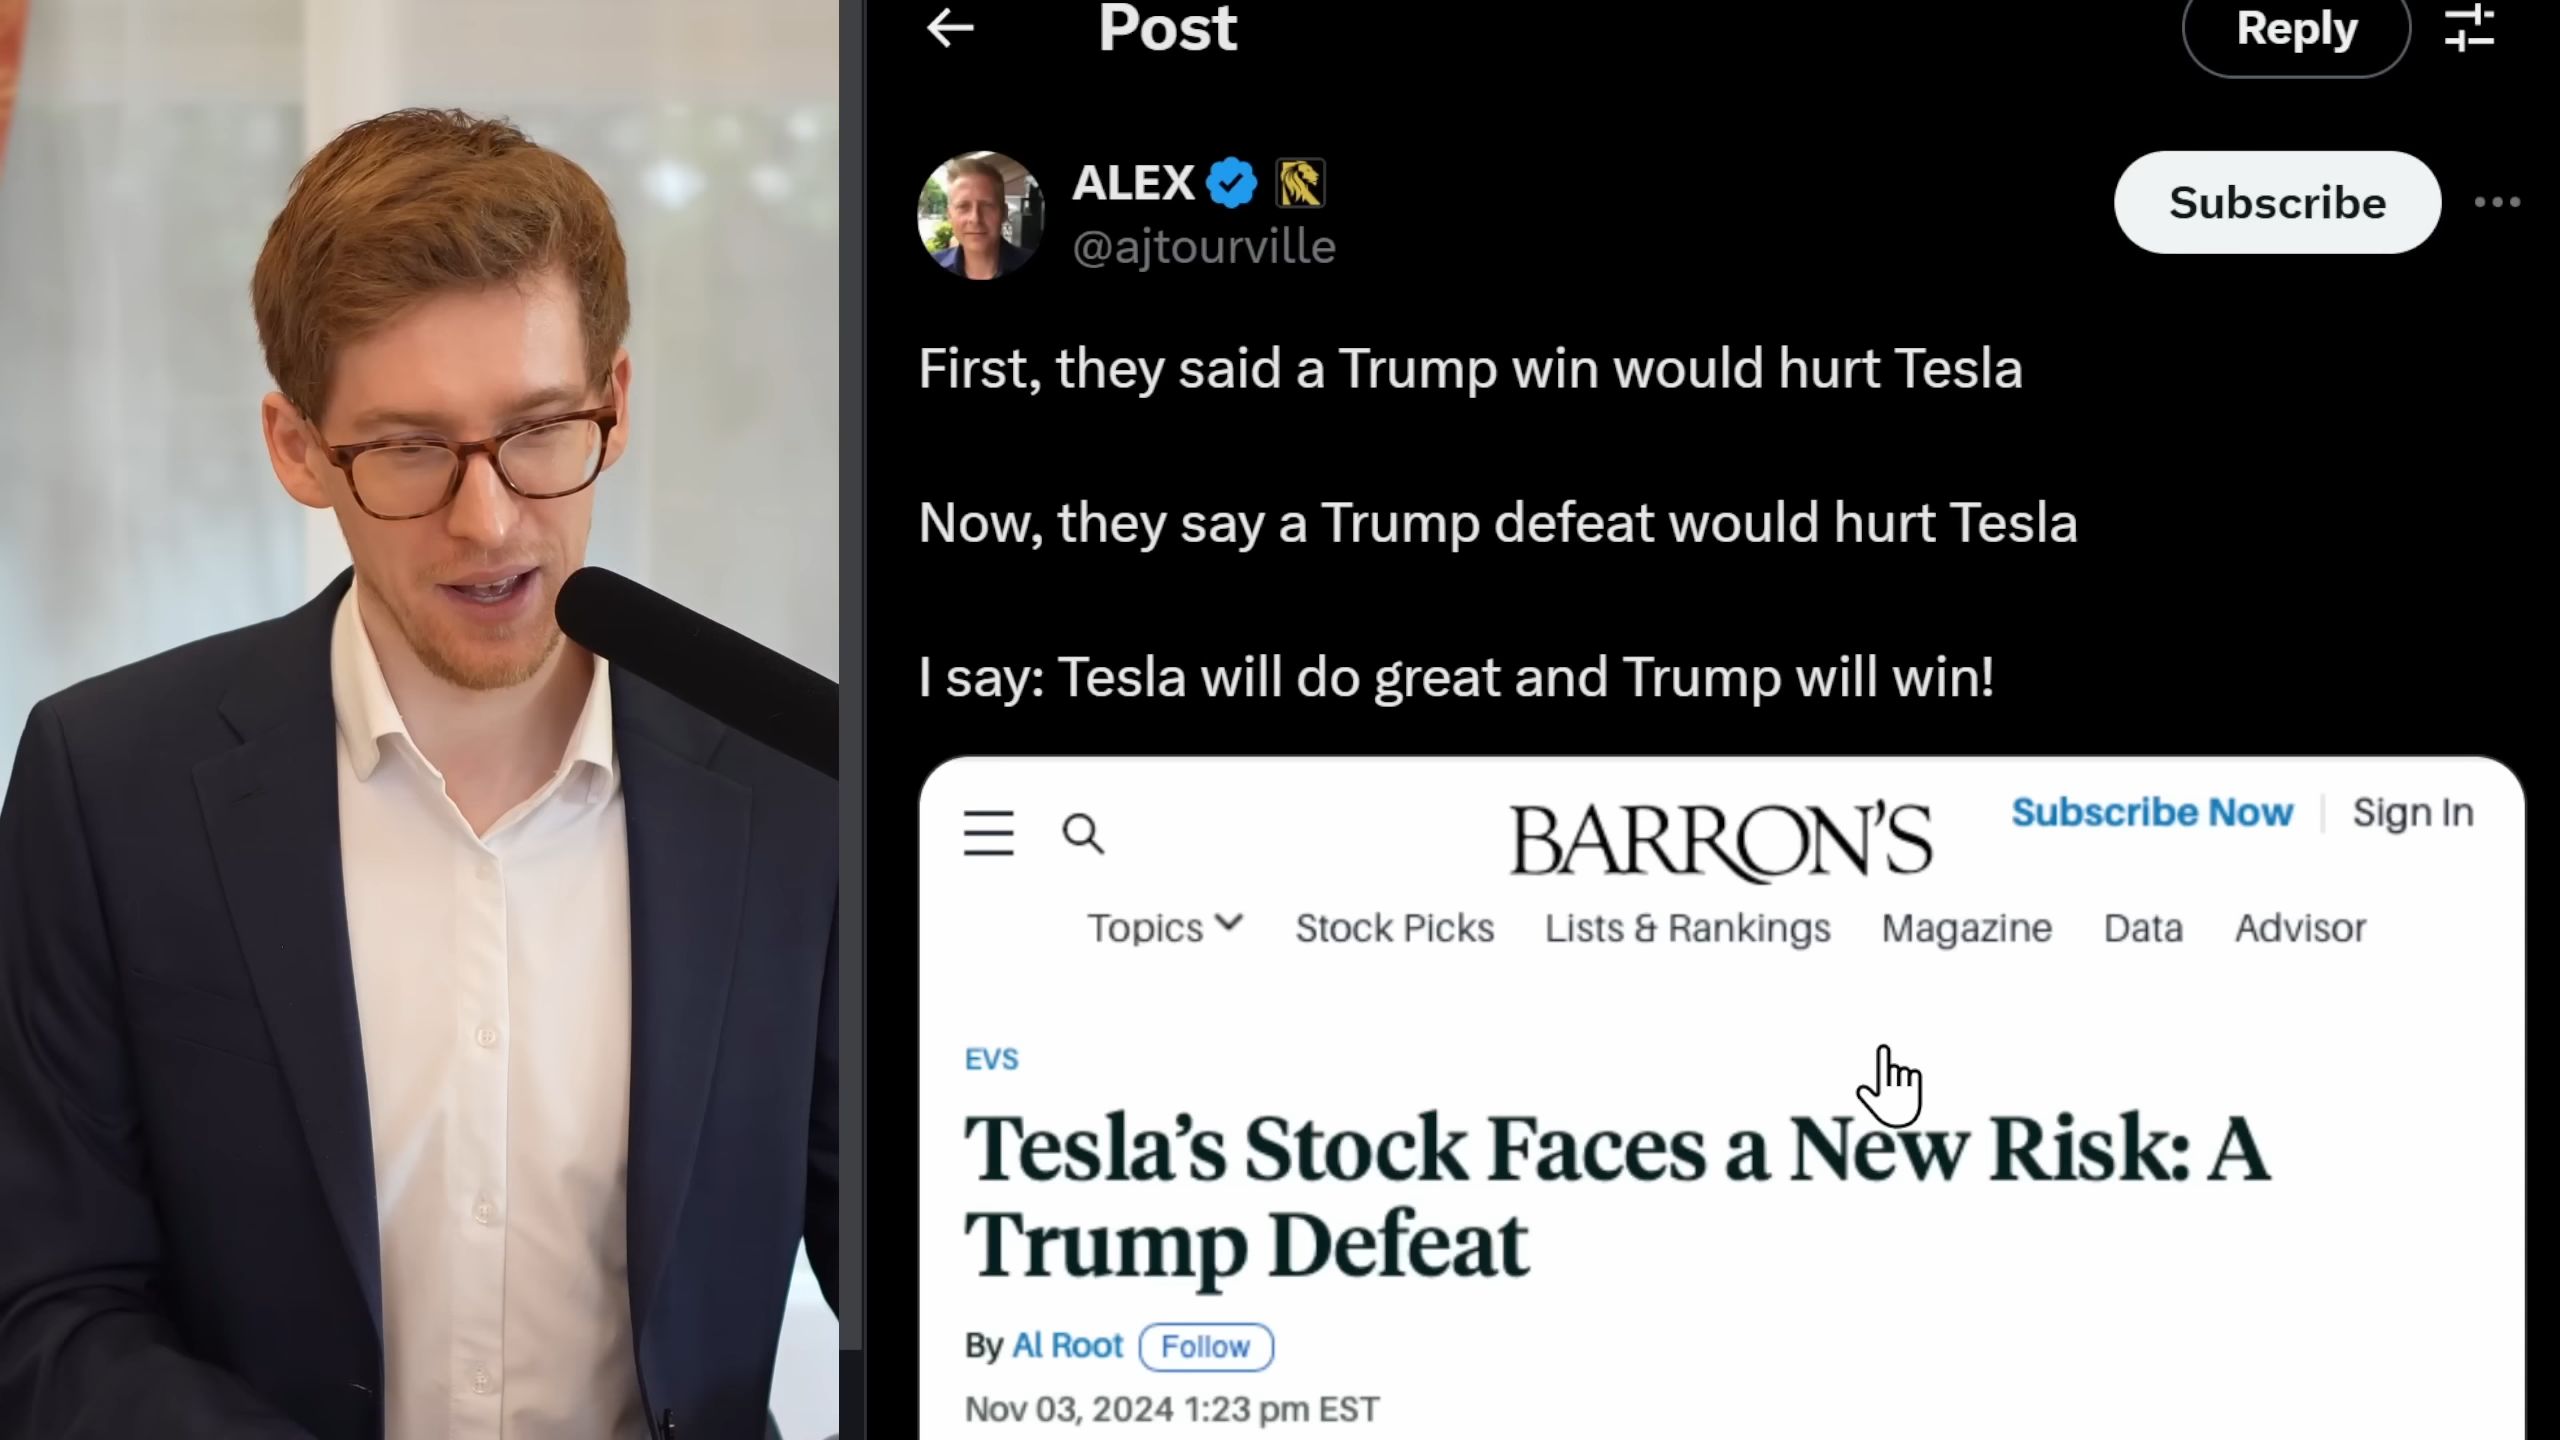 Post
Reply
ALEX
@ajtourville
Subscribe
First, they said a Trump win would hurt Tesla
Now, they say a Trump defeat would hurt Tesla
I say: Tesla will do great and Trump will win!
BARRON'S
Subscribe Now
Sign In
Topics
Stock Picks
Lists & Rankings
Magazine
Data
Advisor
EVS
Tesla's Stock Faces a New Risk: A
Trump Defeat
By Al Root
Follow
Nov 03, 2024 1:23 pm EST